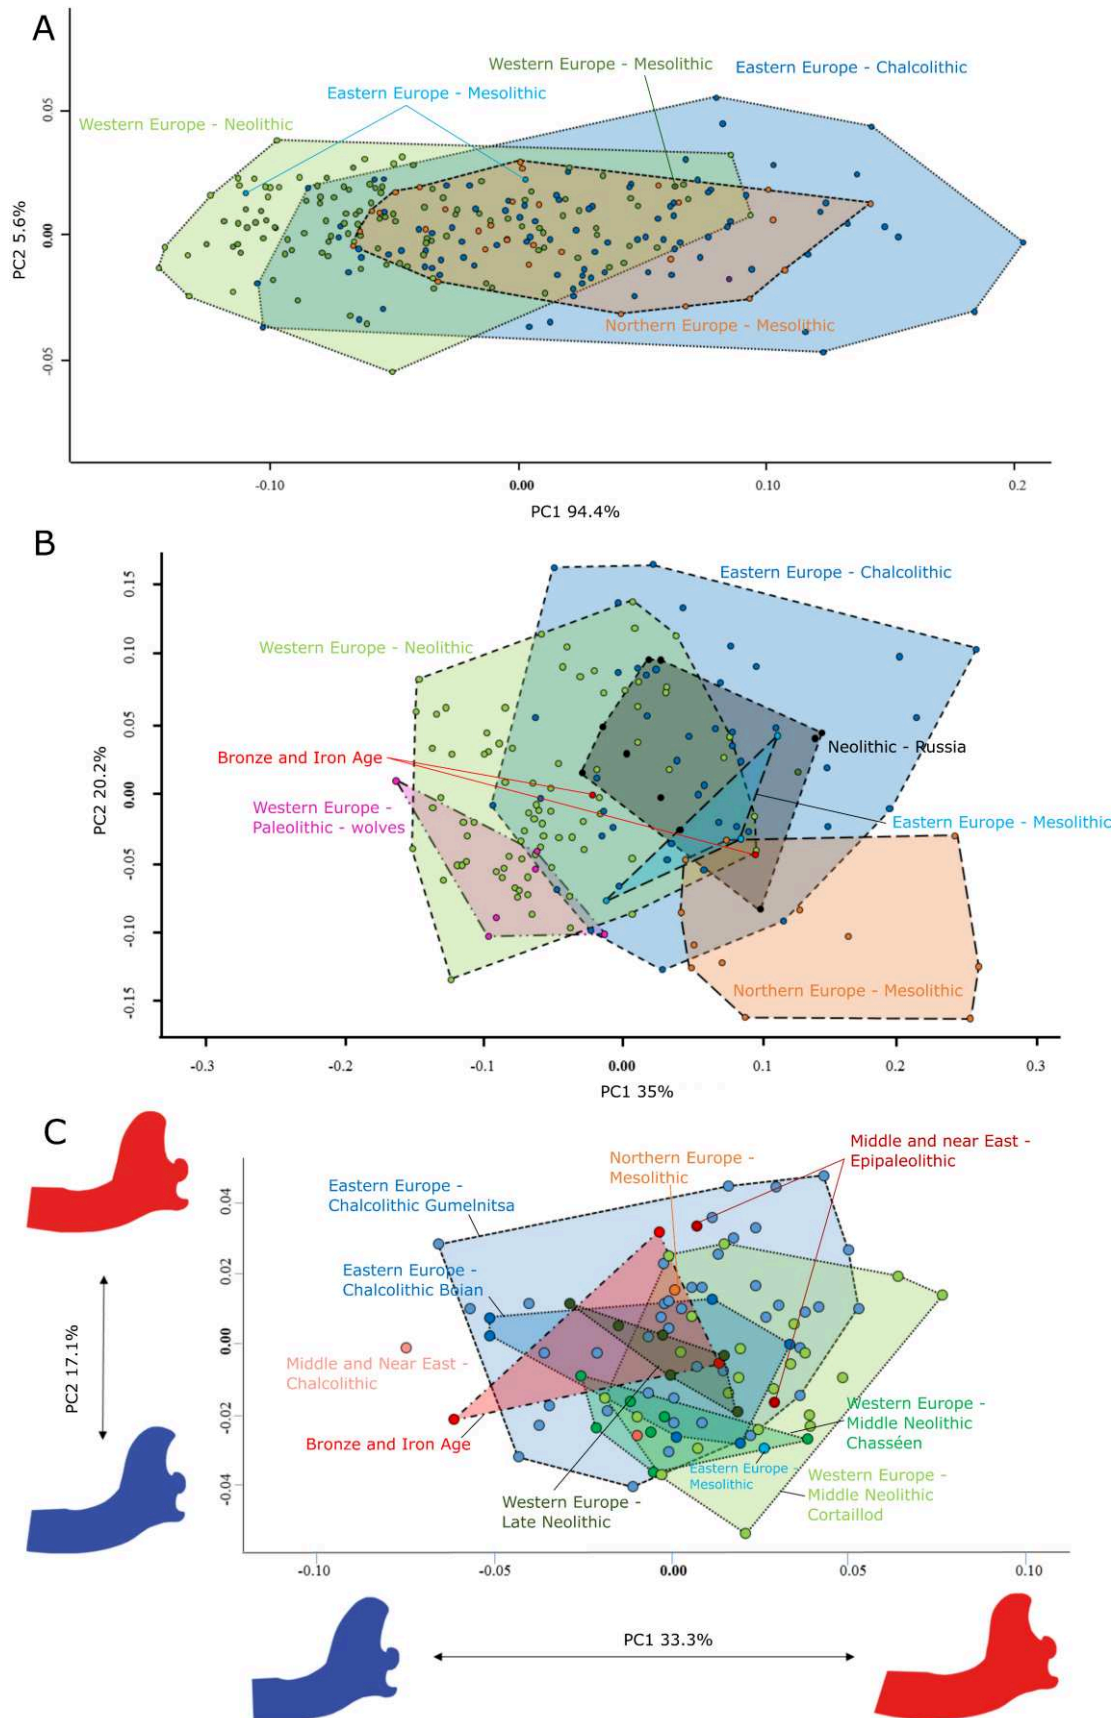 A
Western Europe - Mesolithic
Eastern Europe - Chalcolithic
Eastern Europe - Mesolithic
Western Europe - Neolithic
0.05
0.00
-0.05
PC2 5.6%
Northern Europe - Mesolithic
-0.10
0.00
0.10
0.2
PC1 94.4%
B
Eastern Europe - Chalcolithic
Western Europe - Neolithic
0.15
0.10
0.05
0.00
-0.05
-0.10
-0.15
PC2 20.2%
Neolithic - Russia
Bronze and Iron Age
Western Europe -
Paleolithic - wolves
Eastern Europe - Mesolithic
Northern Europe - Mesolithic
-0.3
-0.2
-0.1
0.00
0.1
0.2
0.3
PC1 35%
C
Northern Europe -
Mesolithic
Middle and near East -
Epipaleolithic
Eastern Europe -
Chalcolithic Gumelnitsa
Eastern Europe -
Chalcolithic Boian
0.04
0.02
0.00
-0.02
-0.04
PC2 17.1%
Middle and Near East -
Chalcolithic
Bronze and Iron Age
Western Europe -
Middle Neolithic
Chasséen
Eastern Europe -
Mesolithic
Western Europe -
Middle Neolithic
Cortaillod
Western Europe -
Late Neolithic
-0.10
-0.05
0.00
0.05
0.10
PC1 33.3%